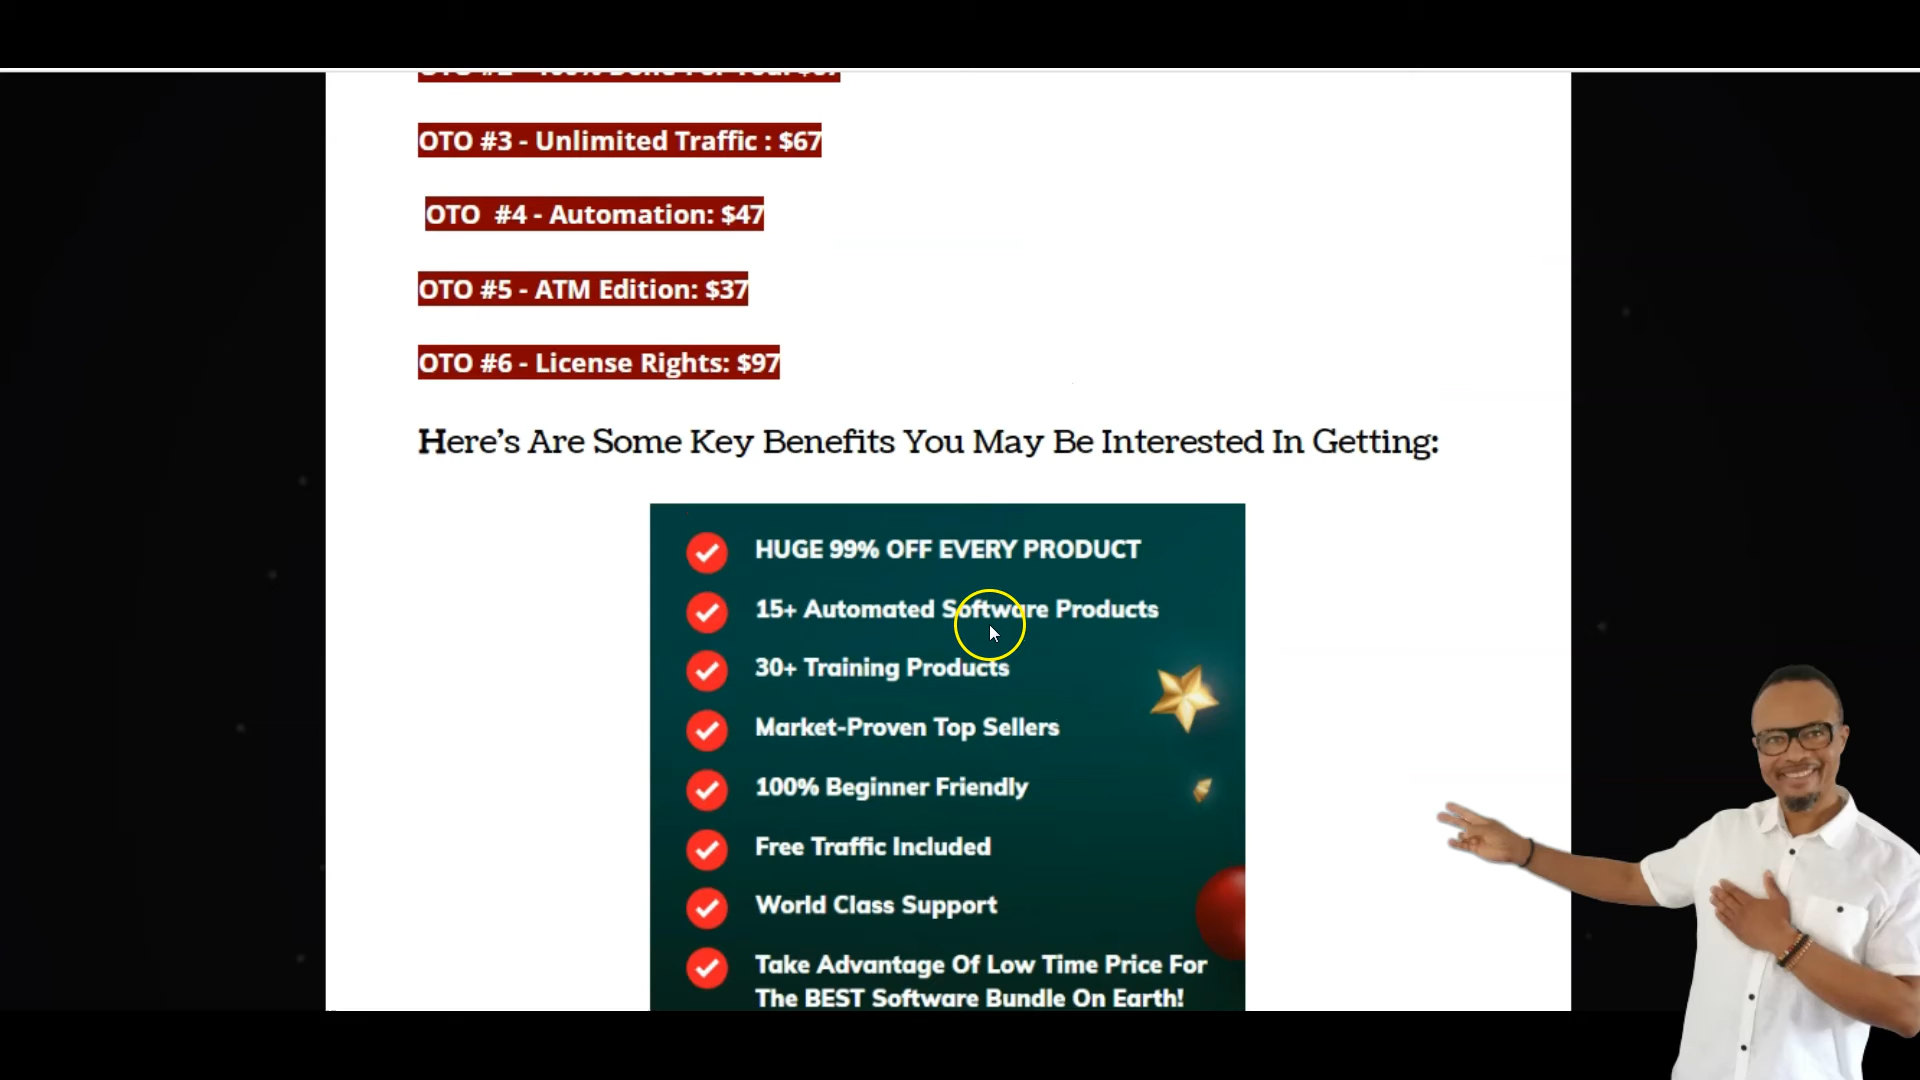 OTO #3 - Unlimited Traffic : $67
OTO #4 - Automation: $47
OTO #5 - ATM Edition: $37
OTO #6 - License Rights: $97
Here's Are Some Key Benefits You May Be Interested In Getting:
HUGE 99% OFF EVERY PRODUCT
15+ Automated Software Products
30+ Training Products
Market-Proven Top Sellers
100% Beginner Friendly
Free Traffic Included
World Class Support
Take Advantage Of Low Time Price For
The BEST Software Bundle On Earth!